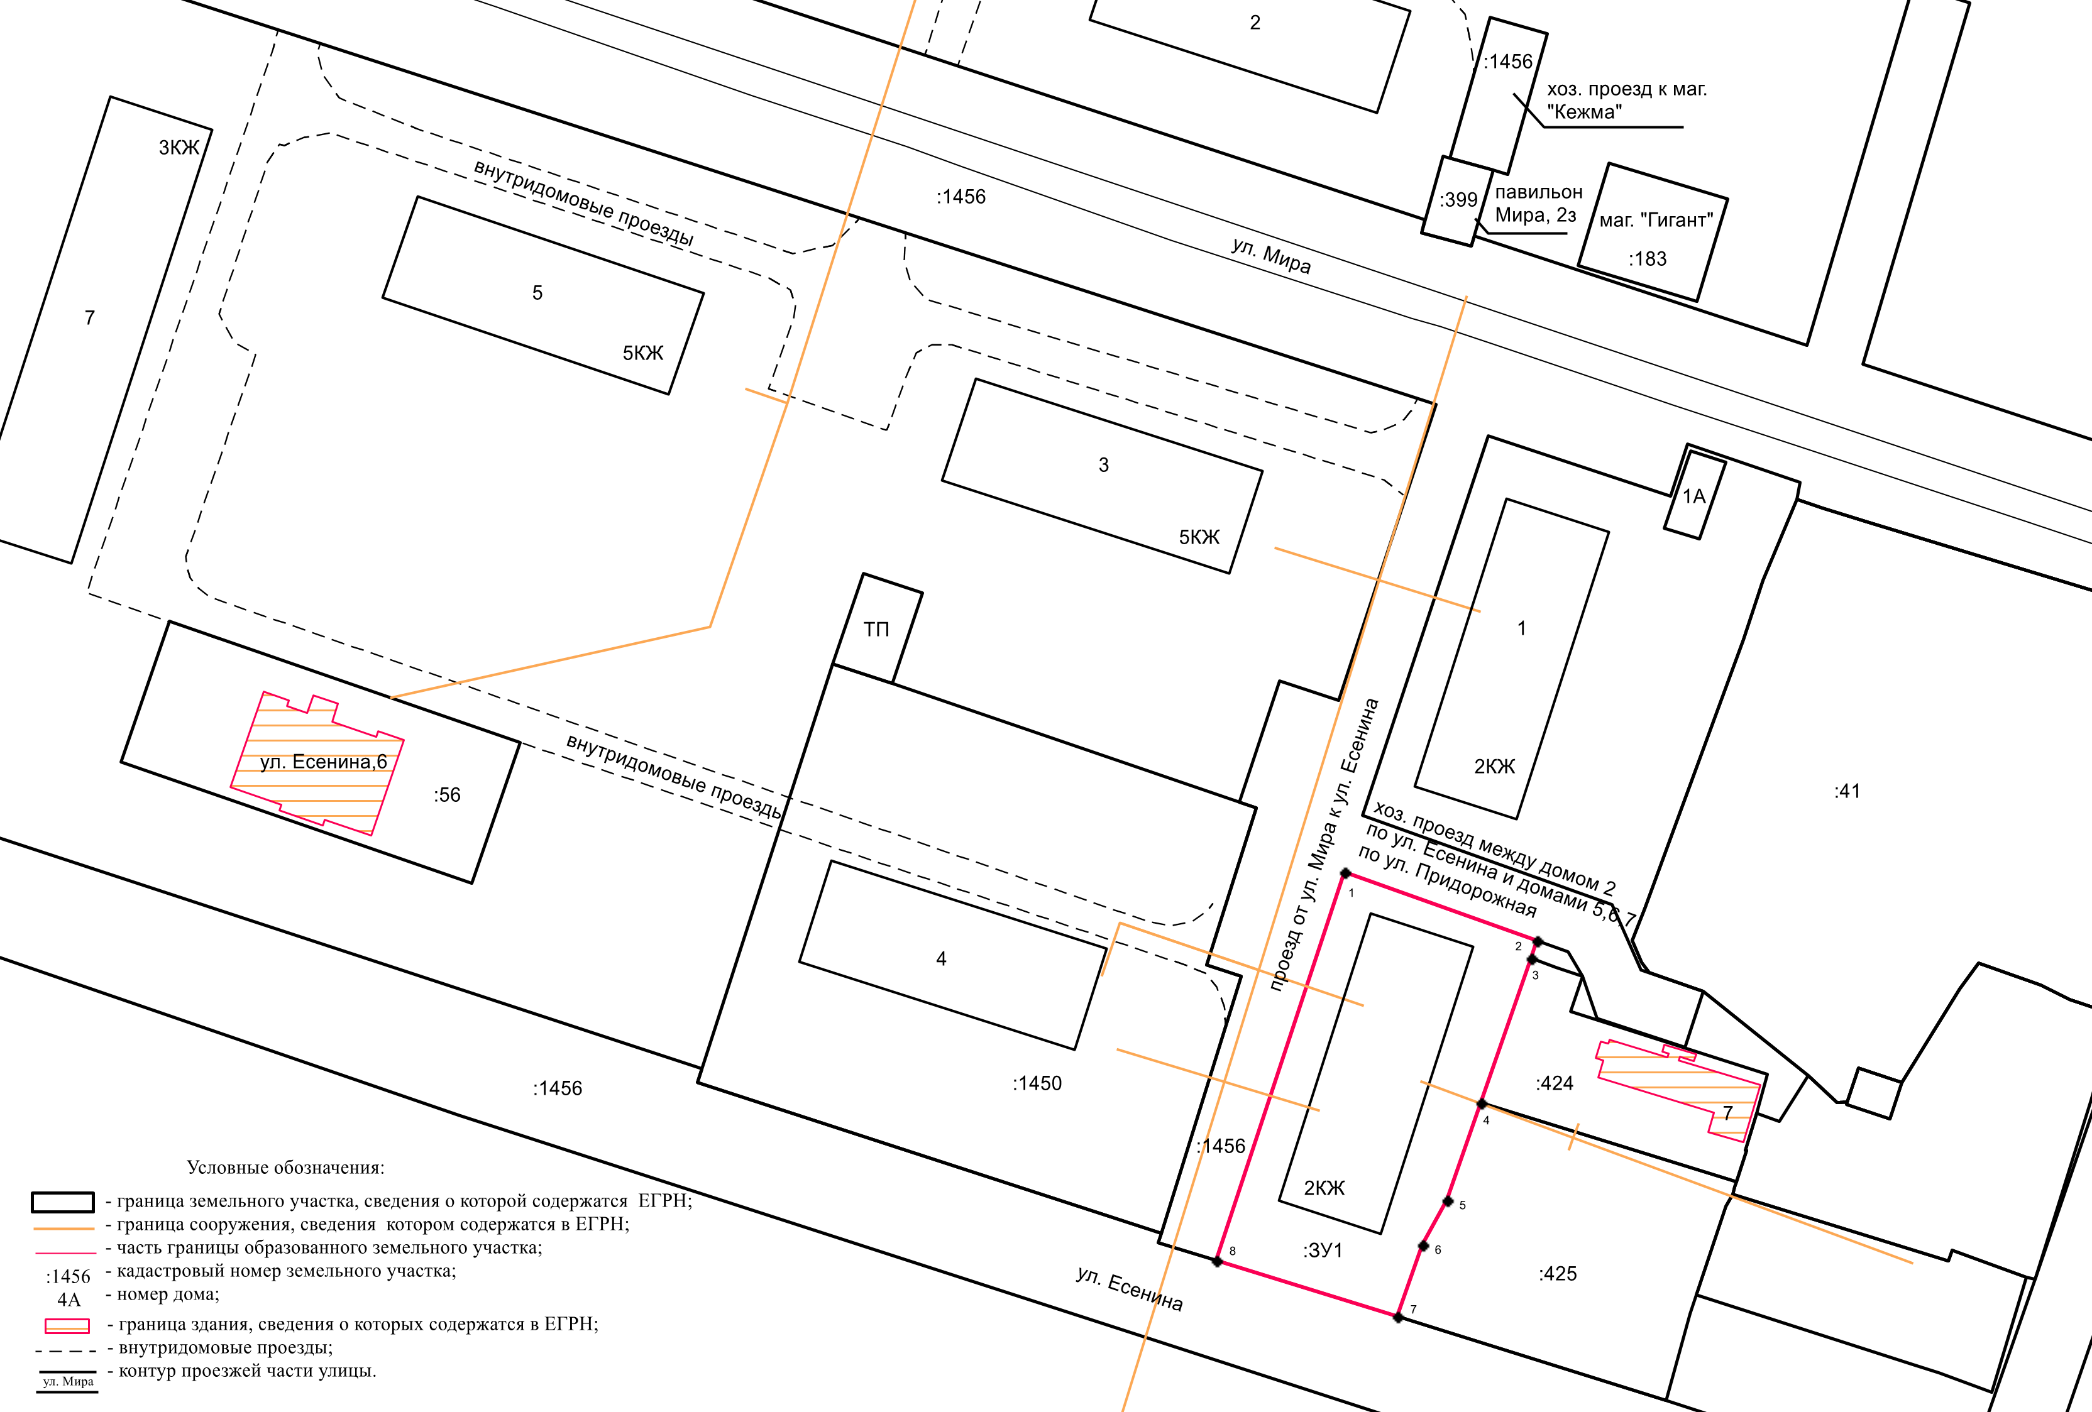 2
:1456
хоз. проезд к маг.
"Кежма"
3КЖ
внутридомовые проезды
:1456
:399
павильон
Мира, 2з
маг. "Гигант"
:183
ул. Мира
7
5
5КЖ
3
5КЖ
1А
ТП
1
2КЖ
:41
ул. Есенина,6
:56
внутридомовые проезды
проезд от ул. Мира к ул. Есенина
хоз. проезд между домом 2
по ул. Есенина и домами 5,6,7
по ул. Придорожная
1
2
3
4
:424
7
4
:1450
:1456
:1456
2КЖ
5
6
8
:ЗУ1
7
:425
ул. Есенина
Условные обозначения:
- граница земельного участка, сведения о которой содержатся ЕГРН;
- граница сооружения, сведения котором содержатся в ЕГРН;
- часть границы образованного земельного участка;
:1456 - кадастровый номер земельного участка;
4А - номер дома;
- граница здания, сведения о которых содержатся в ЕГРН;
- внутридомовые проезды;
ул. Мира - контур проезжей части улицы.